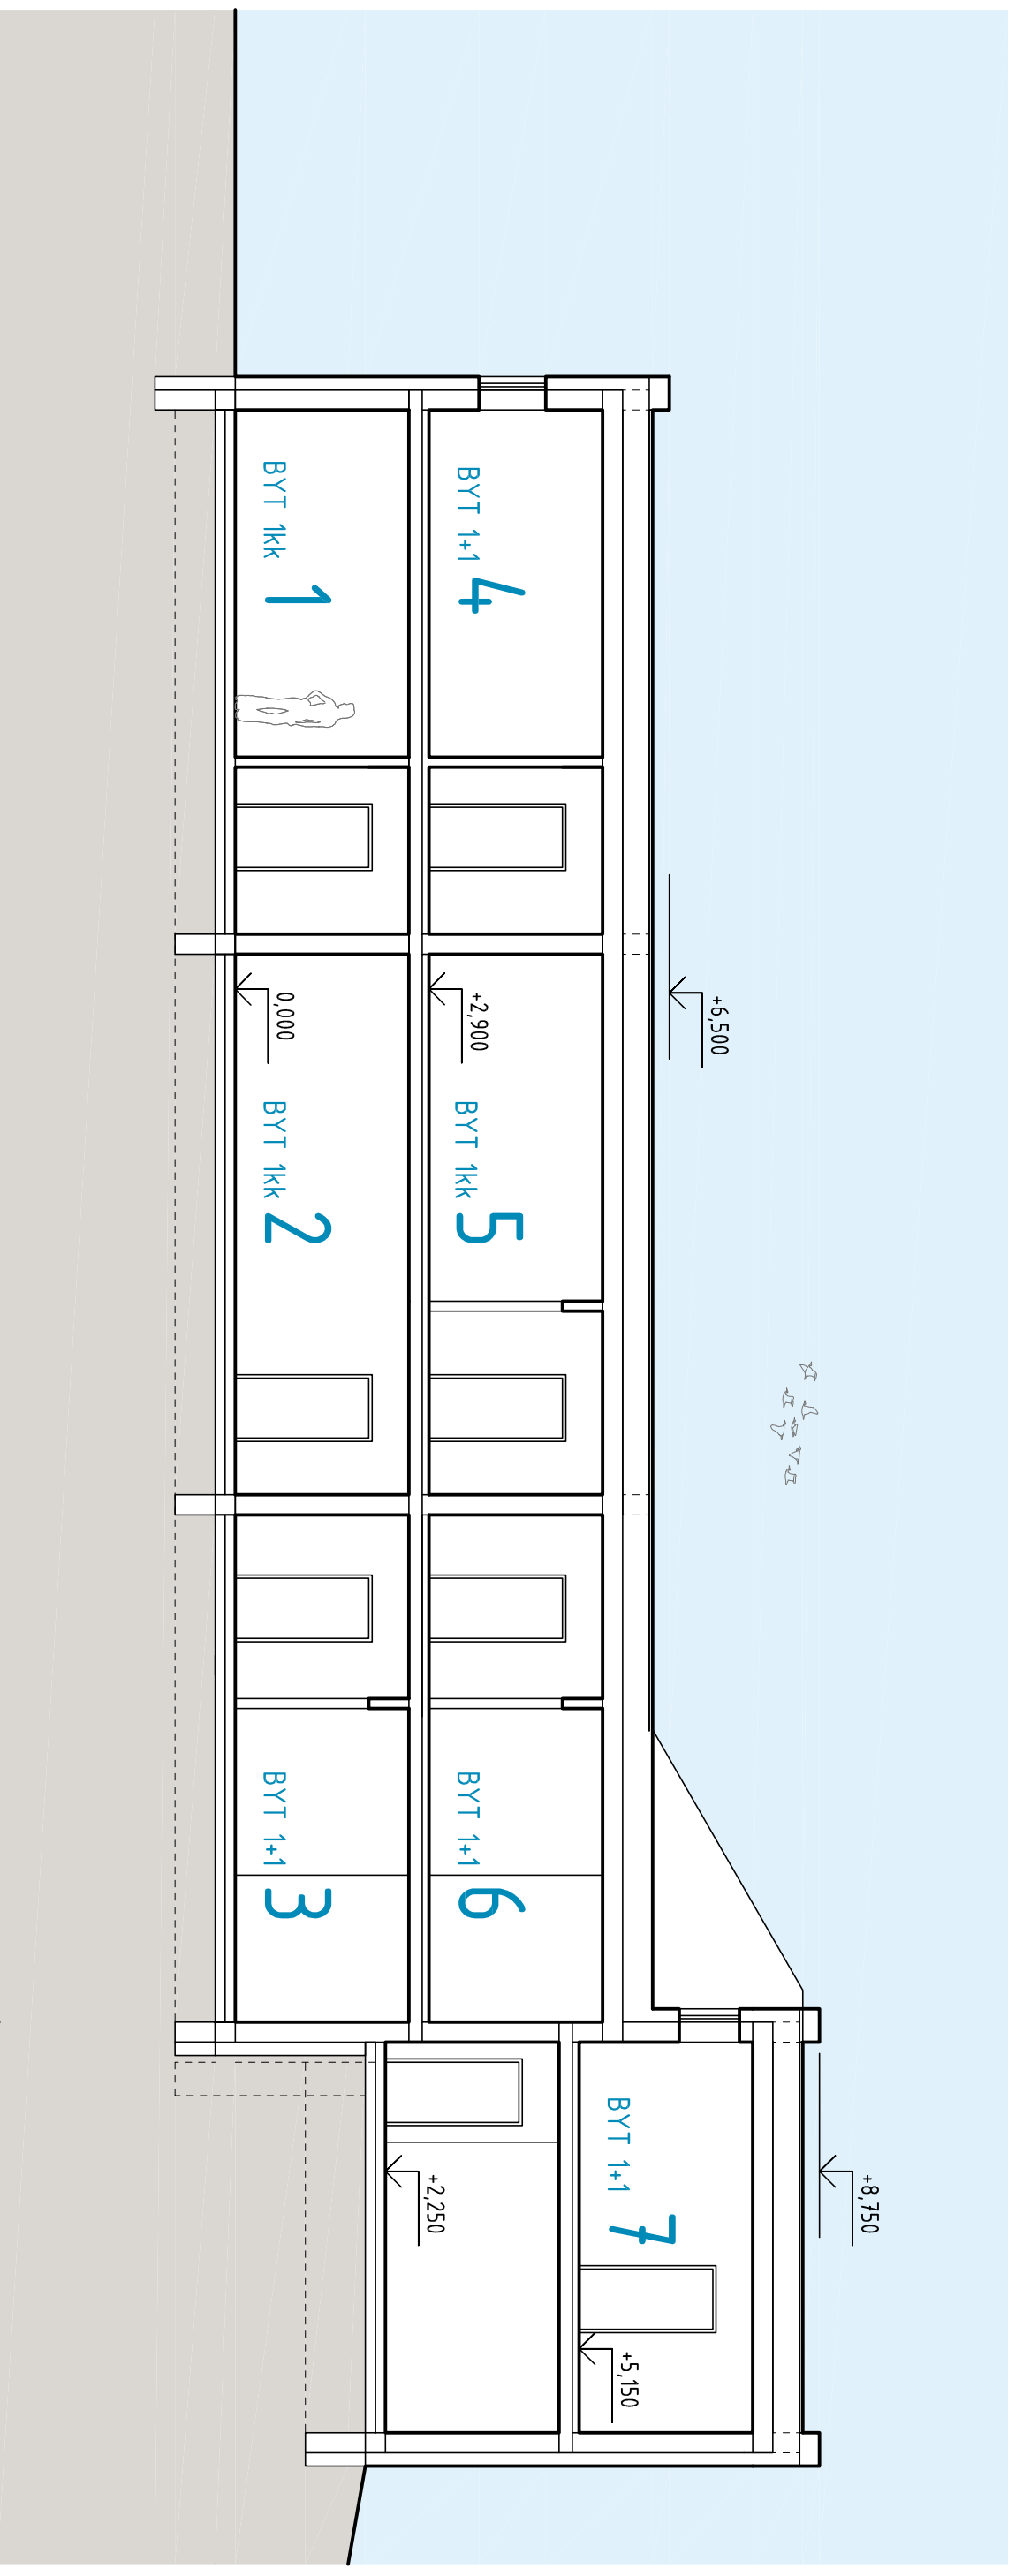 +8,750
+6,500
BYT 1+1 7
+5,150
BYT 1+1 4
+2,900
BYT 1kk 5
BYT 1+1 6
+2,250
BYT 1kk 1
0,000
BYT 1kk 2
BYT 1+1 3